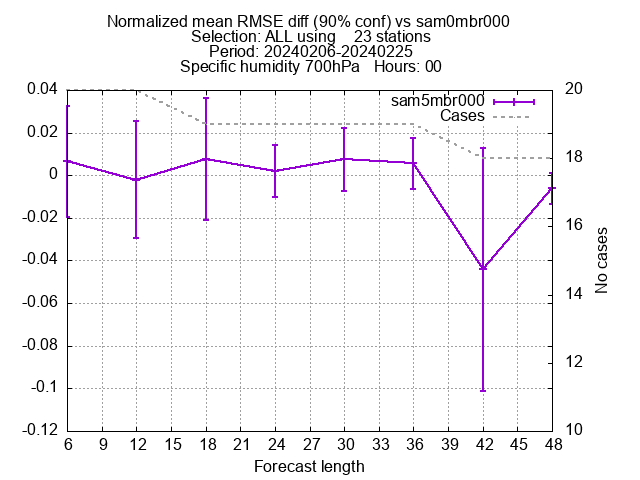 Normalized mean RMSE diff (90% conf) vs sam0mbr000
Selection: ALL using    23 stations
Period: 20240206-20240225
Specific humidity 700hPa   Hours: 00
sam5mbr000
Cases
0.04
0.02
0
-0.02
-0.04
-0.06
-0.08
-0.1
-0.12
20
18
16
14
12
10
No cases
6 9 12 15 18 21 24 27 30 33 36 39 42 45 48
Forecast length